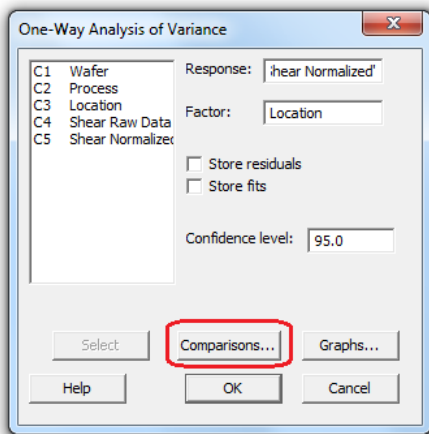 One-Way Analysis of Variance
C1 Wafer
C2 Process
C3 Location
C4 Shear Raw Data
C5 Shear Normalized
Response: hear Normalized'
Factor: Location
Store residuals
Store fits
Confidence level: 95.0
Select
Comparisons...
Graphs...
Help
OK
Cancel